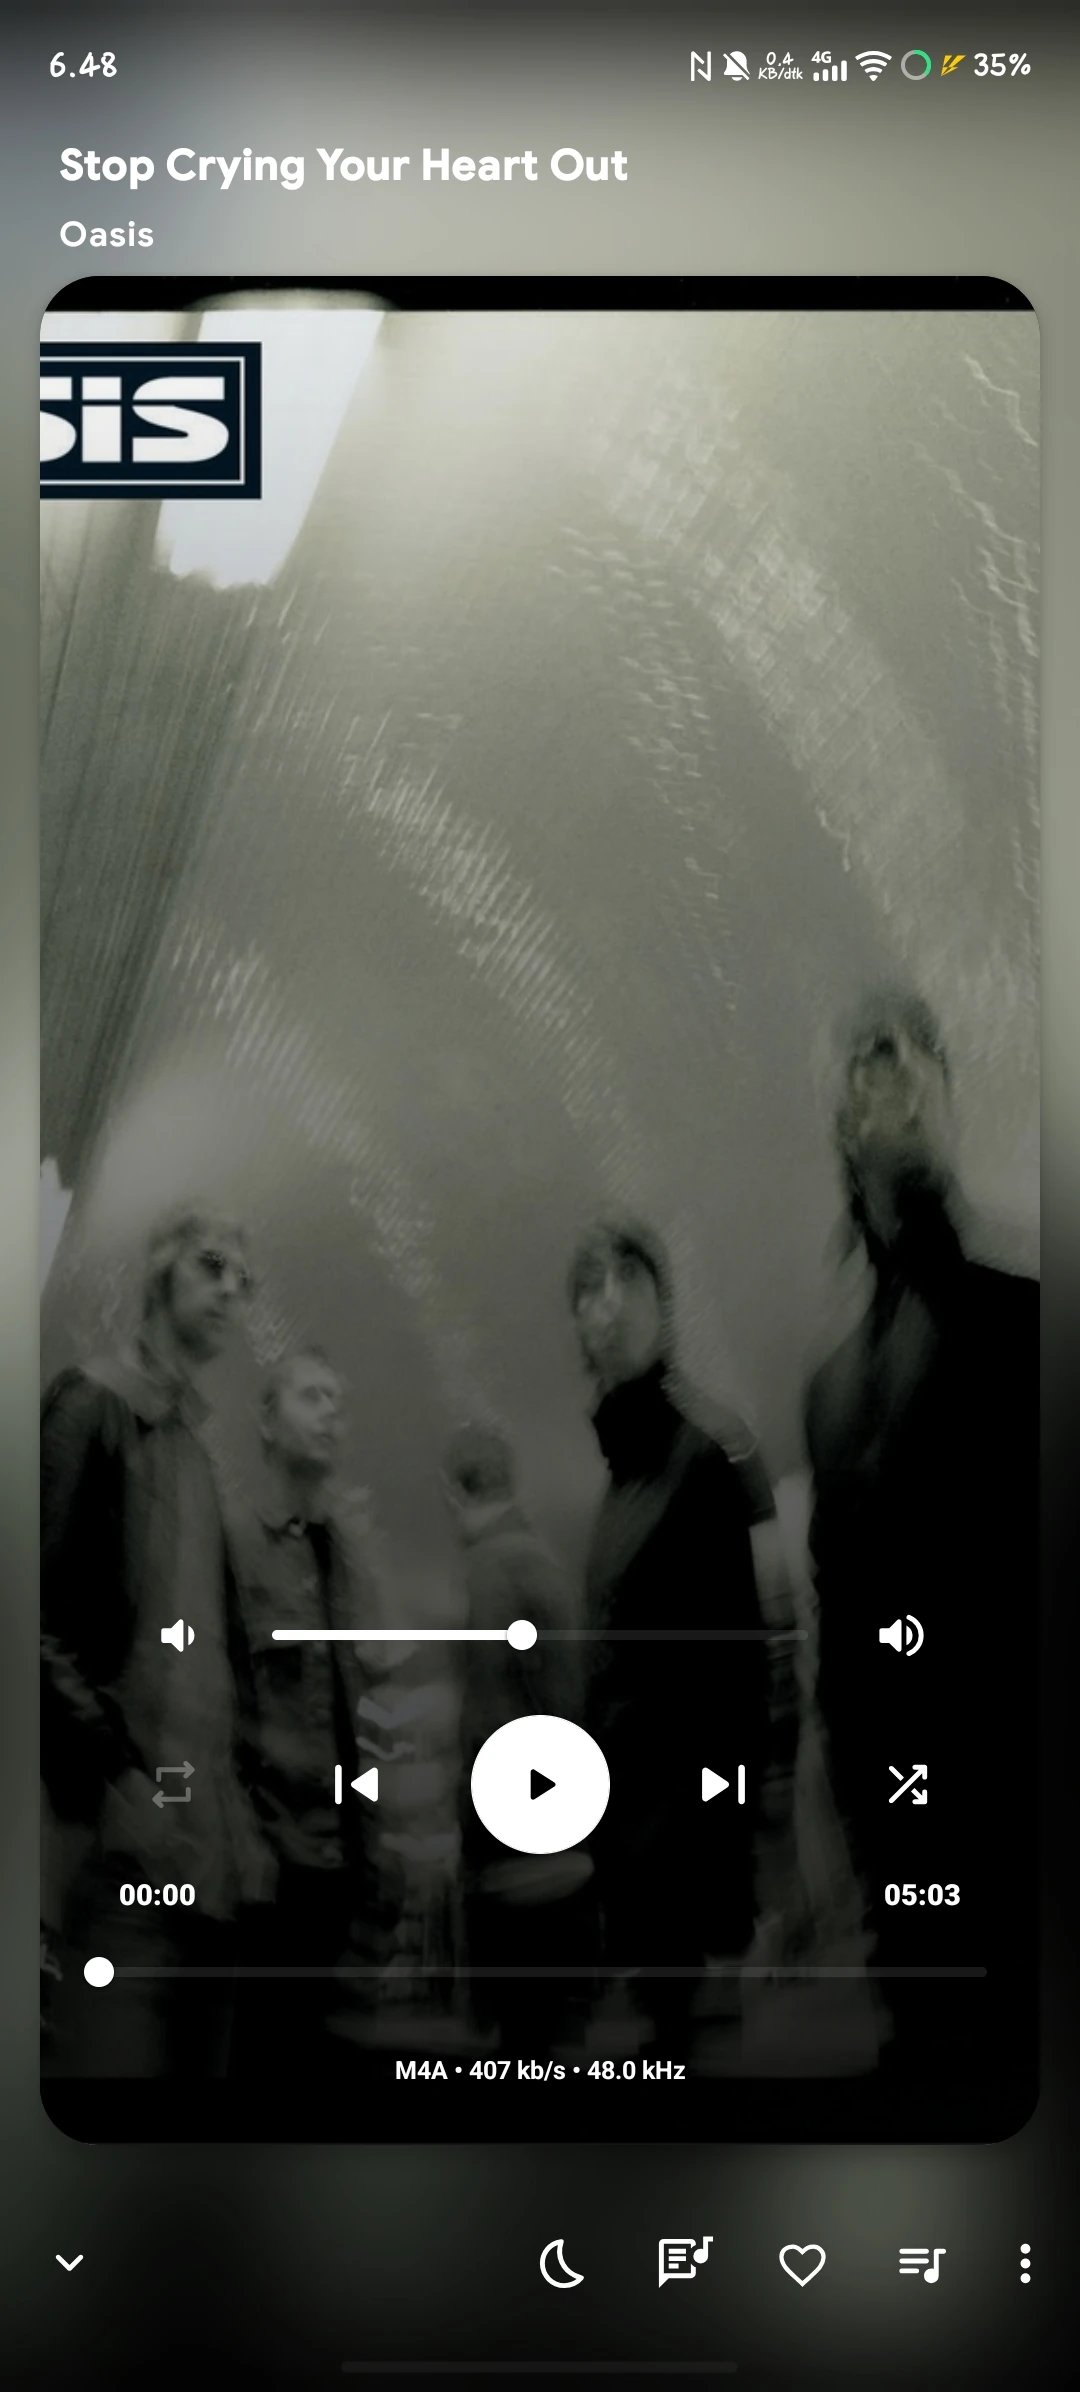 6.48
0.4
KB/dtk
4G
35%
Stop Crying Your Heart Out
Oasis
sis
00:00
05:03
M4A • 407 kb/s • 48.0 kHz